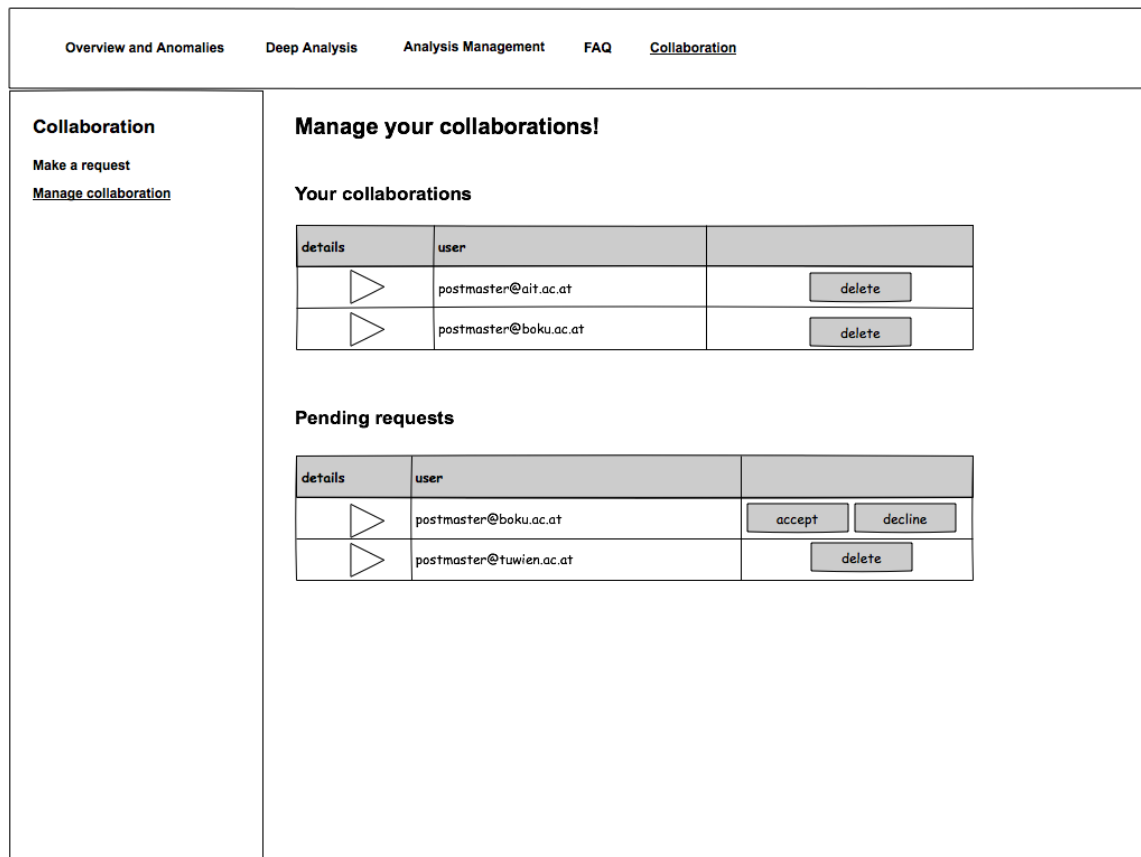 Overview and Anomalies Deep Analysis Analysis Management FAQ Collaboration
Collaboration
Make a request
Manage collaboration
Manage your collaborations!
Your collaborations
details user
postmaster@ait.ac.at delete
postmaster@boku.ac.at delete
Pending requests
details user
postmaster@boku.ac.at accept decline
postmaster@tuwien.ac.at delete